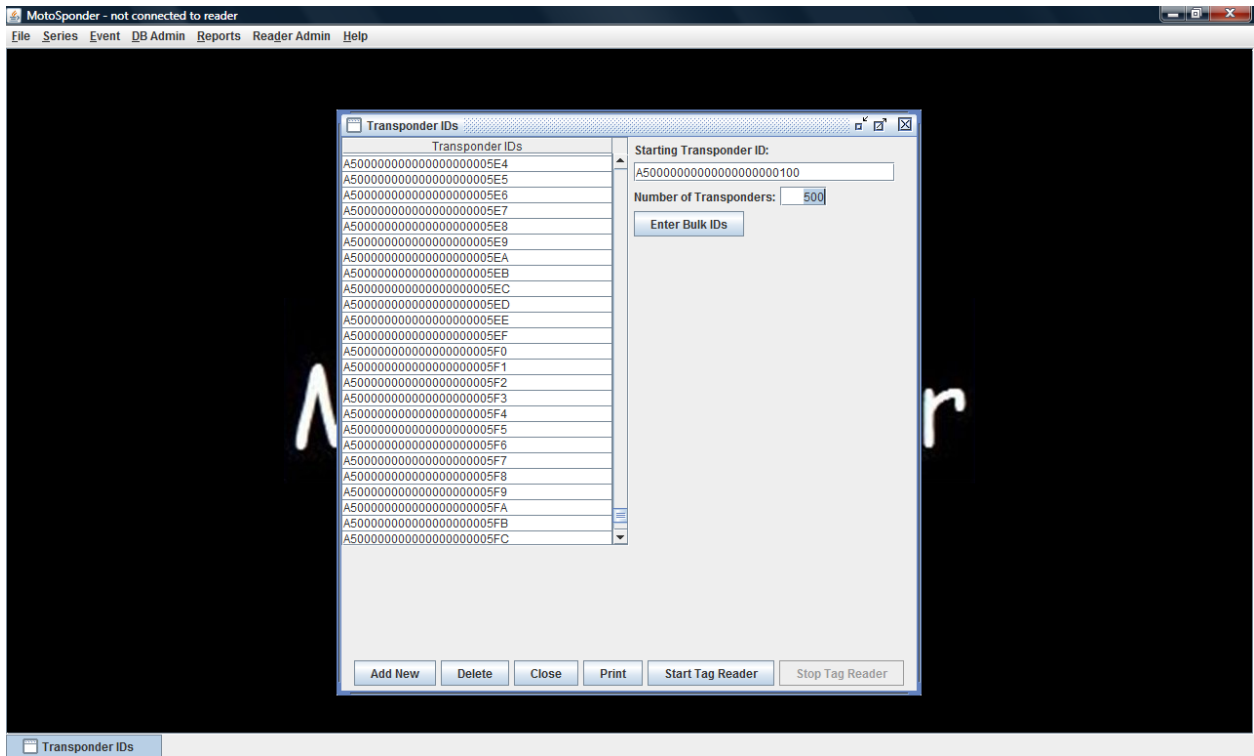 MotoSponder - not connected to reader
File Series Event DB Admin Reports Reader Admin Help
Transponder IDs
Transponder IDs
A500000000000000000005E4
A500000000000000000005E5
A500000000000000000005E6
A500000000000000000005E7
A500000000000000000005E8
A500000000000000000005E9
A500000000000000000005EA
A500000000000000000005EB
A500000000000000000005EC
A500000000000000000005ED
A500000000000000000005EE
A500000000000000000005EF
A500000000000000000005F0
A500000000000000000005F1
A500000000000000000005F2
A500000000000000000005F3
A500000000000000000005F4
A500000000000000000005F5
A500000000000000000005F6
A500000000000000000005F7
A500000000000000000005F8
A500000000000000000005F9
A500000000000000000005FA
A500000000000000000005FB
A500000000000000000005FC
Starting Transponder ID:
A50000000000000000000100
Number of Transponders: 500
Enter Bulk IDs
Add New Delete Close Print Start Tag Reader Stop Tag Reader
Transponder IDs